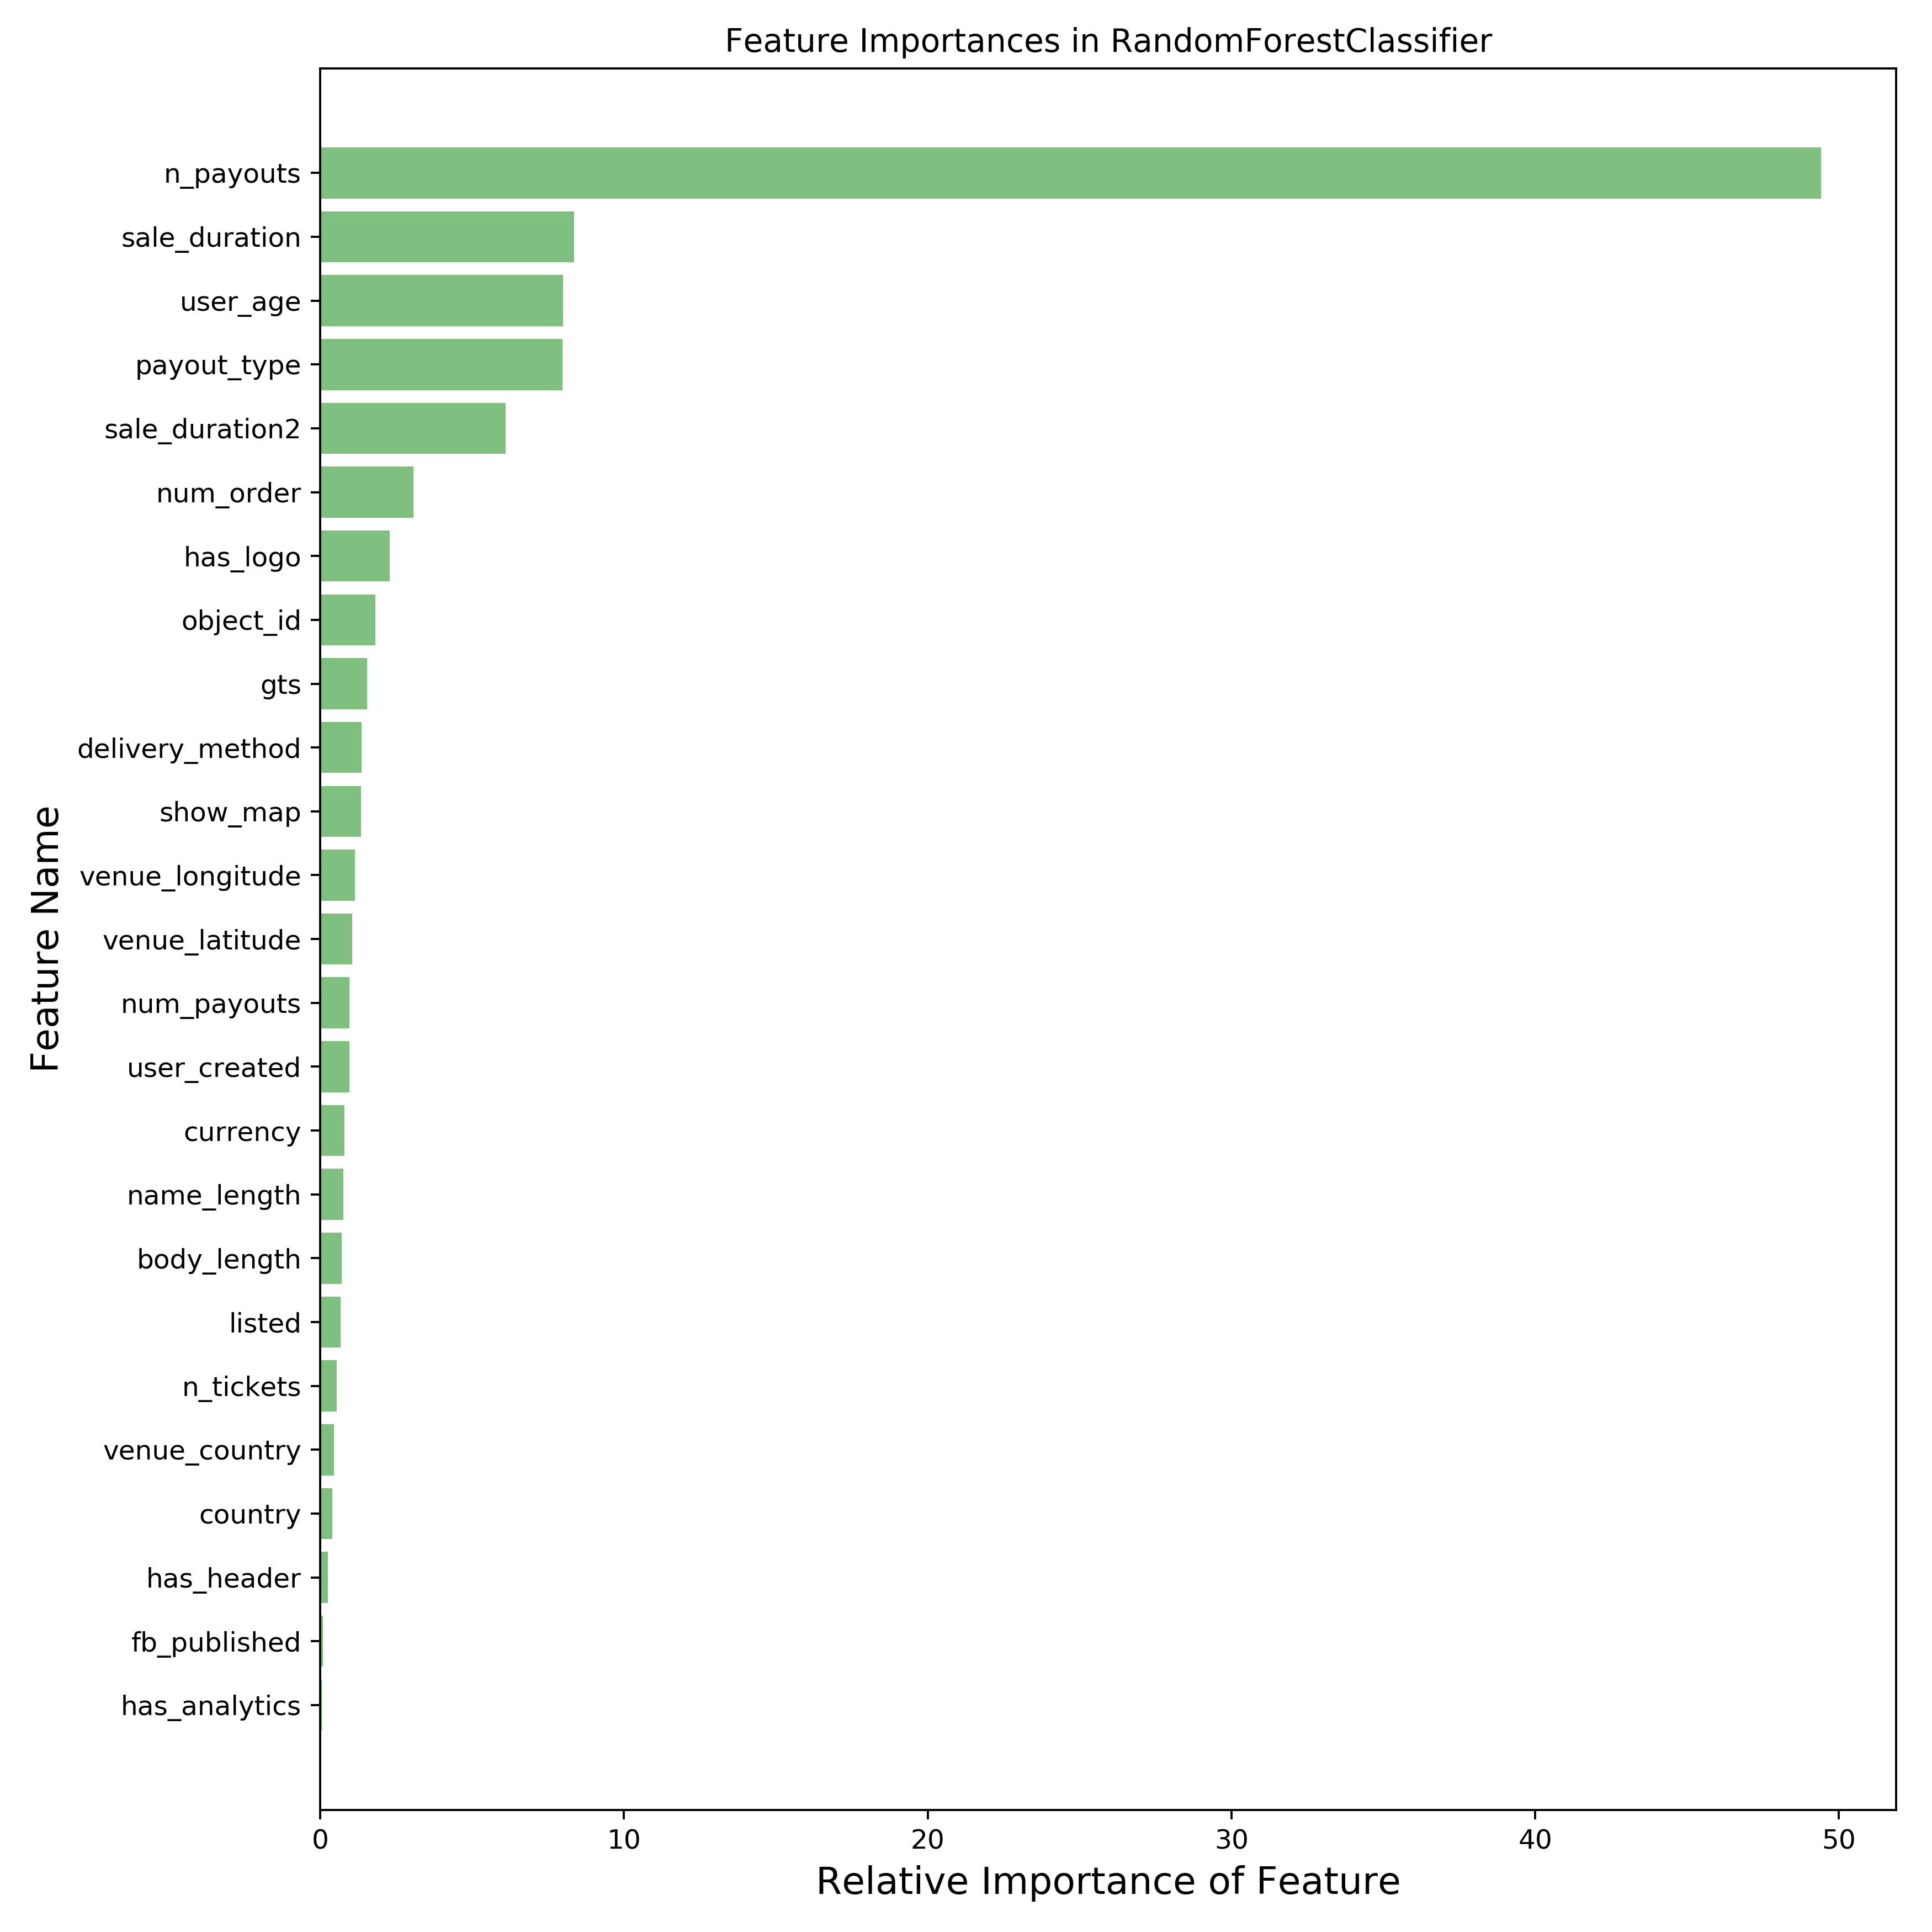 Feature Importances in RandomForestClassifier
Feature Name
n_payouts
sale_duration
user_age
payout_type
sale_duration2
num_order
has_logo
object_id
gts
delivery_method
show_map
venue_longitude
venue_latitude
num_payouts
user_created
currency
name_length
body_length
listed
n_tickets
venue_country
country
has_header
fb_published
has_analytics
0 10 20 30 40 50
Relative Importance of Feature